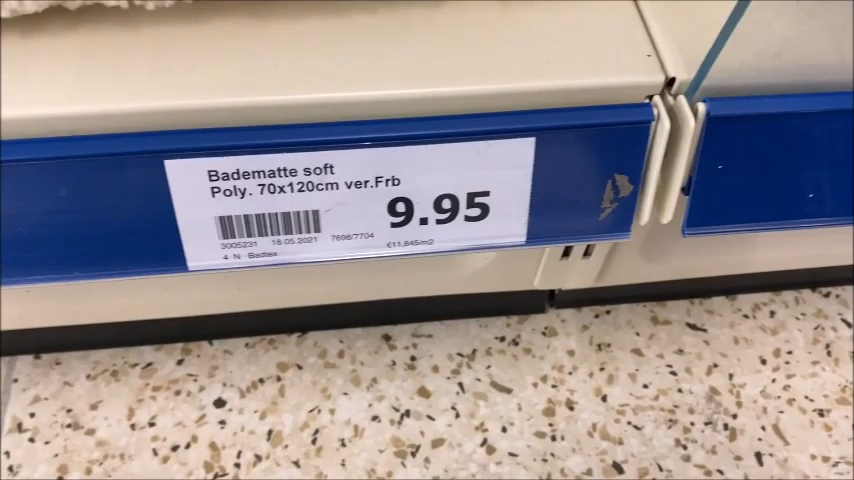 Badematte soft
Poly. 70x120cm ver.Frb
9.95
3005231 18.05.2021 7698/7704
€11,845/m2
4 N Badtex